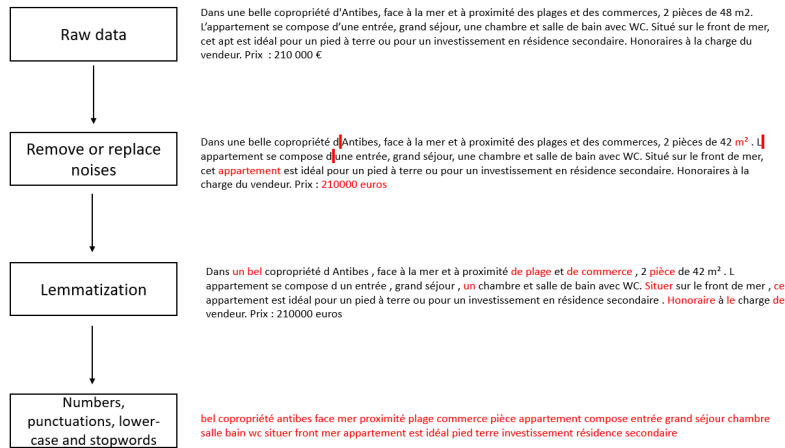 Raw data
Dans une belle copropriété d'Antibes, face à la mer et à proximité des plages et des commerces, 2 pièces de 48 m2.
L'appartement se compose d'une entrée, grand séjour, une chambre et salle de bain avec WC. Situé sur le front de mer,
cet apt est idéal pour un pied à terre ou pour un investissement en résidence secondaire. Honoraires à la charge du
vendeur. Prix : 210 000 €
Remove or replace
noises
Dans une belle copropriété d Antibes, face à la mer et à proximité des plages et des commerces, 2 pièces de 42 m² . L
appartement se compose d une entrée, grand séjour, une chambre et salle de bain avec WC. Situé sur le front de mer,
cet appartement est idéal pour un pied à terre ou pour un investissement en résidence secondaire. Honoraires à la
charge du vendeur. Prix : 210000 euros
Lemmatization
Dans un bel copropriété d Antibes , face à la mer et à proximité de plage et de commerce , 2 pièce de 42 m² . L
appartement se compose d un entrée , grand séjour , un chambre et salle de bain avec WC. Situer sur le front de mer , ce
appartement est idéal pour un pied à terre ou pour un investissement en résidence secondaire . Honoraire à le charge de
vendeur. Prix : 210000 euros
Numbers,
punctuations, lower-
case and stopwords
bel copropriété antibes face mer proximité plage commerce pièce appartement compose entrée grand séjour chambre
salle bain wc situer front mer appartement est idéal pied terre investissement résidence secondaire